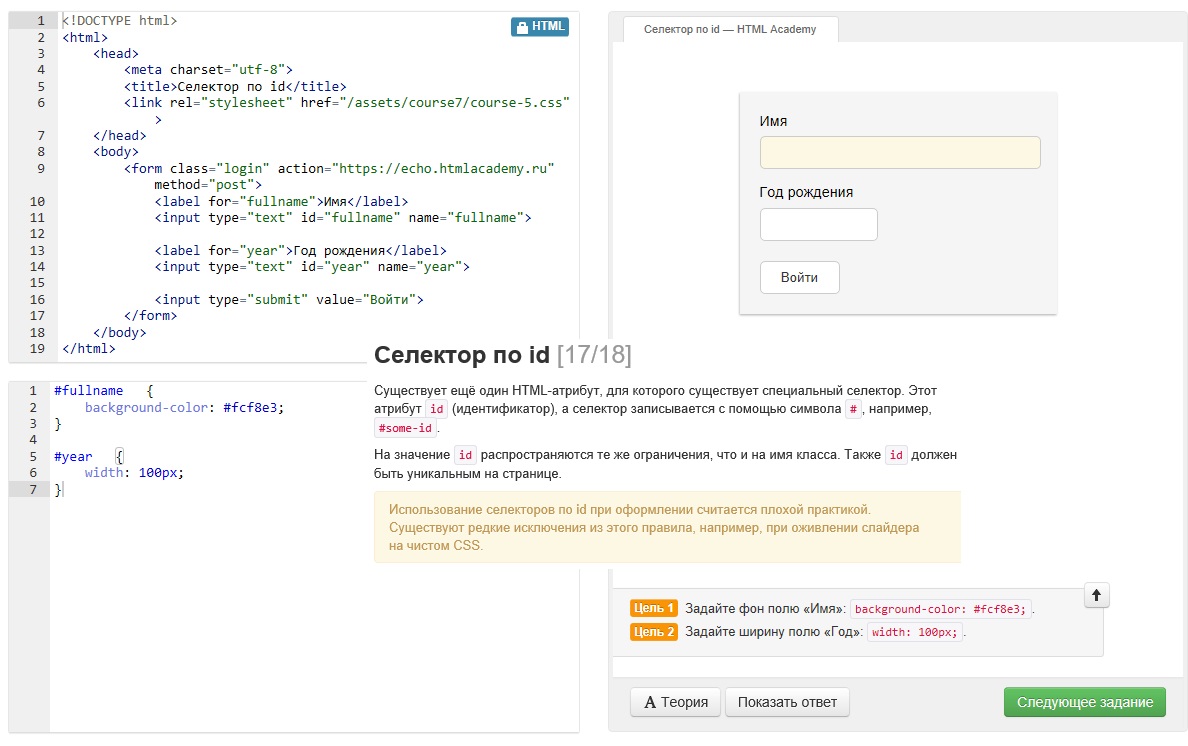 <!DOCTYPE html>
HTML
<html>
<head>
<meta charset="utf-8">
<title>Селектор по id</title>
<link rel="stylesheet" href="/assets/course7/course-5.css"
>
</head>
<body>
<form class="login" action="https://echo.htmlacademy.ru"
method="post">
<label for="fullname">Имя</label>
<input type="text" id="fullname" name="fullname">
<label for="year">Год рождения</label>
<input type="text" id="year" name="year">
<input type="submit" value="Войти">
</form>
</body>
</html>
1
2
3
4
5
6
7
8
9
10
11
12
13
14
15
16
17
18
19
Селектор по id — HTML Academy
Имя
Год рождения
Войти
Селектор по id [17/18]
Существует ещё один HTML-атрибут, для которого существует специальный селектор. Этот
атрибут id (идентификатор), а селектор записывается с помощью символа #, например,
#some-id.
На значение id распространяются те же ограничения, что и на имя класса. Также id должен
быть уникальным на странице.
Использование селекторов по id при оформлении считается плохой практикой.
Существуют редкие исключения из этого правила, например, при оживлении слайдера
на чистом CSS.
1 #fullname {
2 background-color: #fcf8e3;
3 }
4
5 #year {
6 width: 100px;
7 }
Цель 1 Задайте фон полю «Имя»: background-color: #fcf8e3; .
Цель 2 Задайте ширину полю «Год»: width: 100px; .
A Теория
Показать ответ
Следующее задание